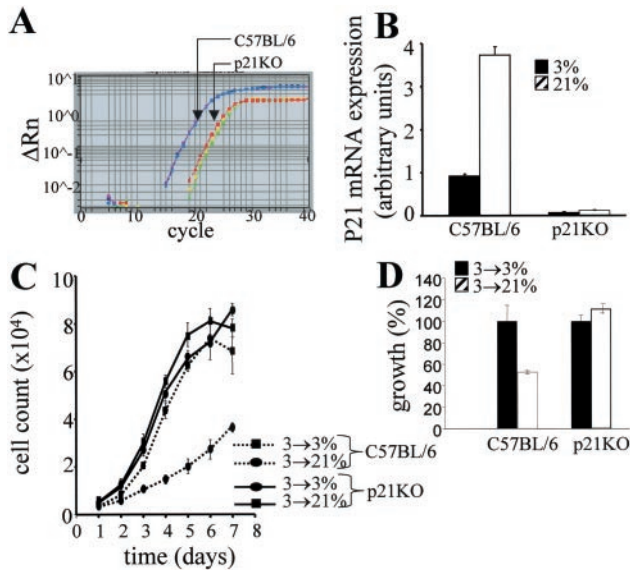 A
C57BL/6
p21KO
10^1
10^0
10^-
10^-2
ΔRn
0 10 20 30 40
cycle
B
P21 mRNA expression
(arbitrary units)
4
3
2
1
0
3%
21%
C57BL/6 p21KO
C
cell count (x10⁴)
10
8
6
4
2
0
0 1 2 3 4 5 6 7 8
time (days)
3→3%
3→21%
C57BL/6
3→3%
3→21%
p21KO
D
3→3%
3→21%
growth (%)
140
120
100
80
60
40
20
0
C57BL/6 p21KO